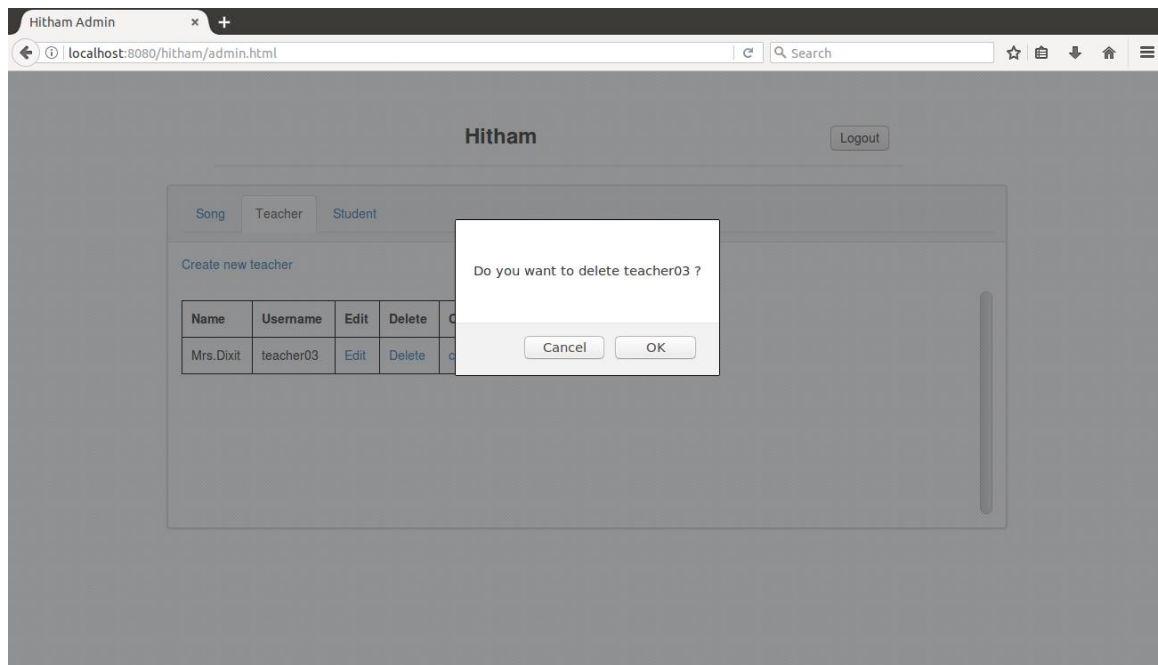 Hitham Admin
localhost:8080/hitham/admin.html
Search
Hitham
Logout
Song Teacher Student
Create new teacher
Do you want to delete teacher03 ?
Cancel OK
Name Username Edit Delete
Mrs.Dixit teacher03 Edit Delete